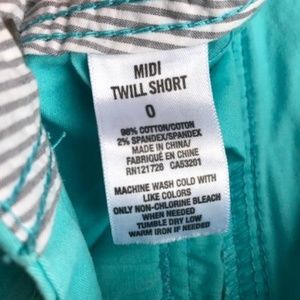 MIDI
TWILL SHORT
0
98% COTTON/COTON
2% SPANDEX/SPANDEX
MADE IN CHINA/
FABRIQUÉ EN CHINE
RN121726 CA53201
MACHINE WASH COLD WITH
LIKE COLORS
ONLY NON-CHLORINE BLEACH
WHEN NEEDED
TUMBLE DRY LOW
WARM IRON IF NEEDED